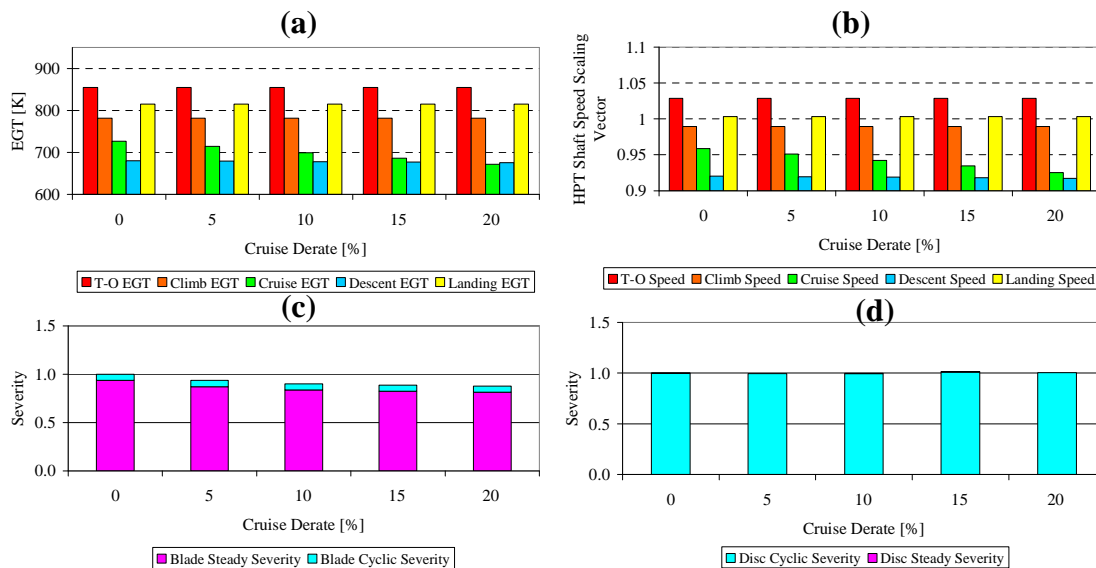 (a)
EGT [K]
900
800
700
600
0 5 10 15 20
Cruise Derate [%]
T-O EGT Climb EGT Cruise EGT Descent EGT Landing EGT
(b)
HPT Shaft Speed Scaling
Vector
1.1
1.05
1
0.95
0.9
0 5 10 15 20
Cruise Derate [%]
T-O Speed Climb Speed Cruise Speed Descent Speed Landing Speed
(c)
Severity
1.5
1.0
0.5
0.0
0 5 10 15 20
Cruise Derate [%]
Blade Steady Severity Blade Cyclic Severity
(d)
Severity
1.5
1.0
0.5
0.0
0 5 10 15 20
Cruise Derate [%]
Disc Cyclic Severity Disc Steady Severity